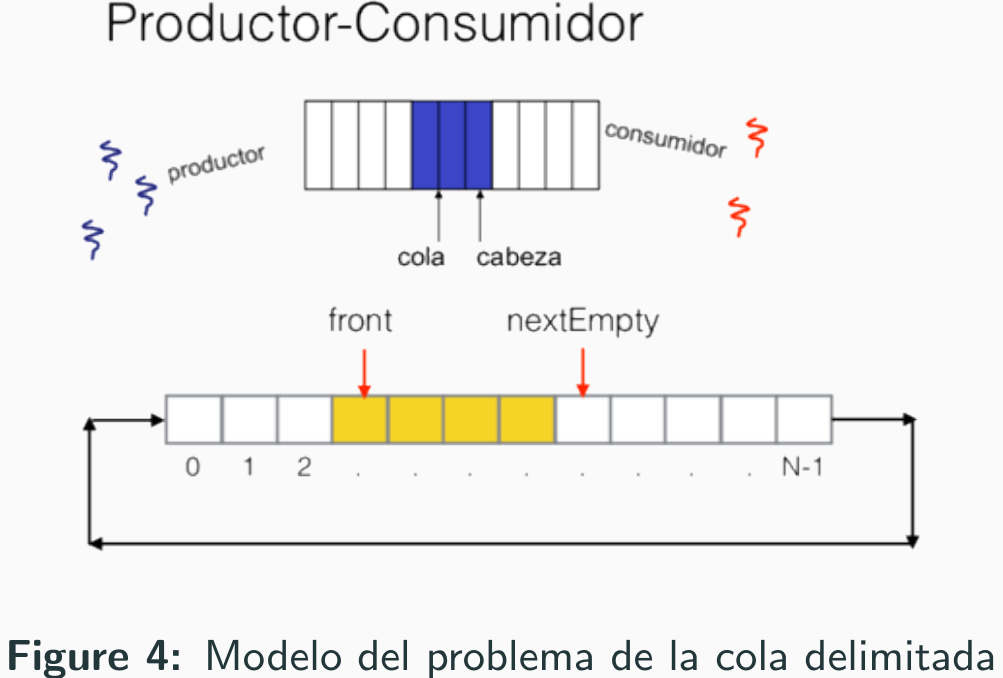 Productor-Consumidor
productor
consumidor
cola cabeza
front nextEmpty
0 1 2 . . . . . . . . N-1
Figure 4: Modelo del problema de la cola delimitada